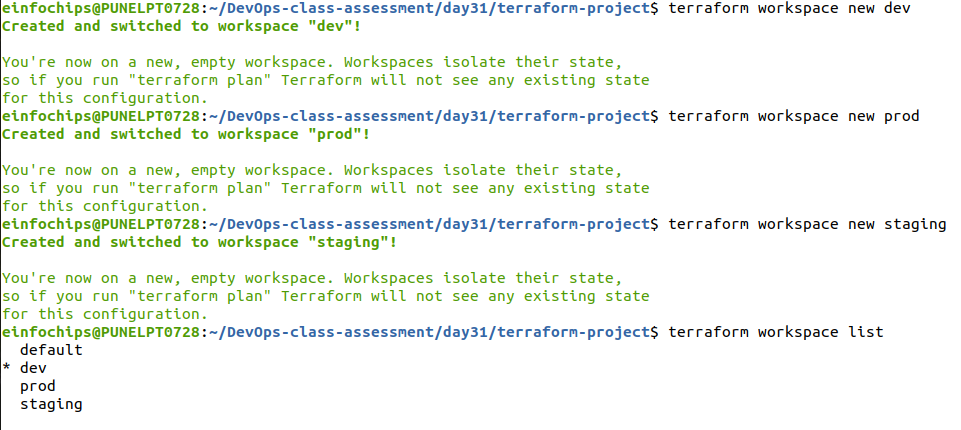 einfochips@PUNELPT0728:~/DevOps-class-assessment/day31/terraform-project$ terraform workspace new dev
Created and switched to workspace "dev"!

You're now on a new, empty workspace. Workspaces isolate their state,
so if you run "terraform plan" Terraform will not see any existing state
for this configuration.
einfochips@PUNELPT0728:~/DevOps-class-assessment/day31/terraform-project$ terraform workspace new prod
Created and switched to workspace "prod"!

You're now on a new, empty workspace. Workspaces isolate their state,
so if you run "terraform plan" Terraform will not see any existing state
for this configuration.
einfochips@PUNELPT0728:~/DevOps-class-assessment/day31/terraform-project$ terraform workspace new staging
Created and switched to workspace "staging"!

You're now on a new, empty workspace. Workspaces isolate their state,
so if you run "terraform plan" Terraform will not see any existing state
for this configuration.
einfochips@PUNELPT0728:~/DevOps-class-assessment/day31/terraform-project$ terraform workspace list
  default
* dev
  prod
  staging